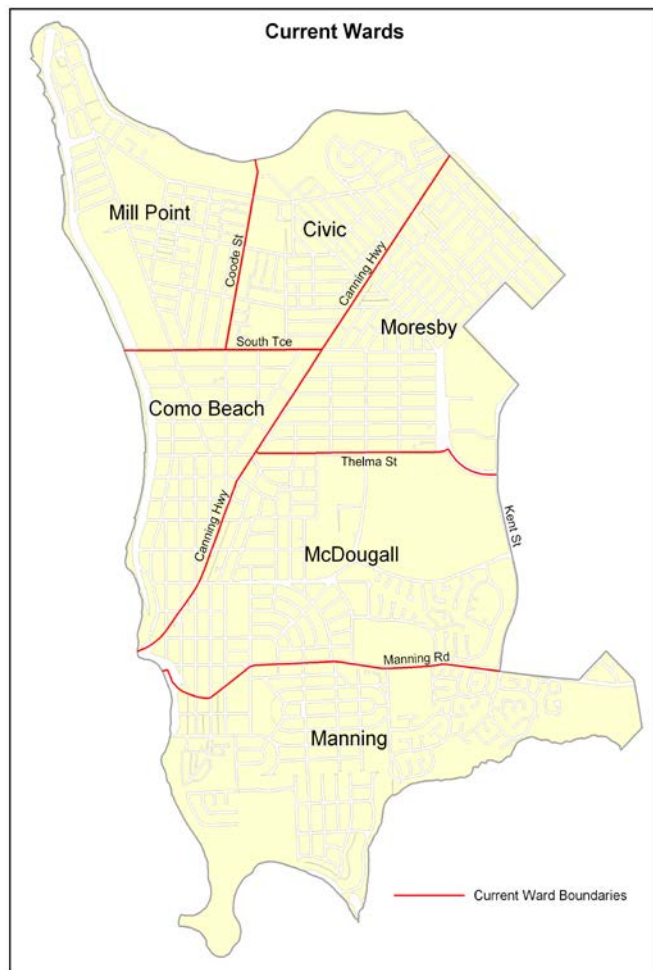 Current Wards
Mill Point
Civic
Coode St
Canning Hwy
Moresby
South Tce
Como Beach
Thelma St
Canning Hwy
Kent St
McDougall
Manning Rd
Manning
Current Ward Boundaries